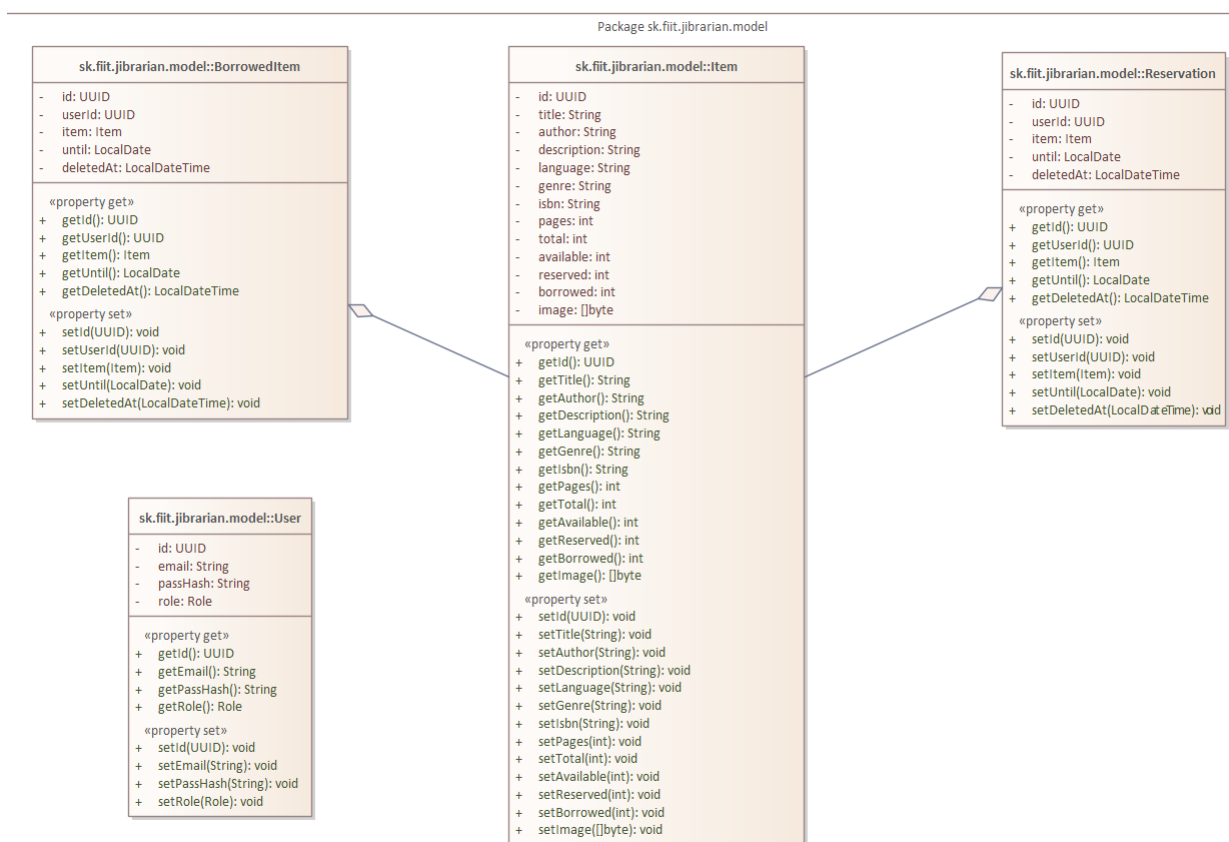 Package sk.fiit.jibrarian.model
sk.fiit.jibrarian.model::BorrowedItem
- id: UUID
- userId: UUID
- item: Item
- until: LocalDate
- deletedAt: LocalDateTime
«property get»
+ getId(): UUID
+ getUserId(): UUID
+ getItem(): Item
+ getUntil(): LocalDate
+ getDeletedAt(): LocalDateTime
«property set»
+ setId(UUID): void
+ setUserId(UUID): void
+ setItem(Item): void
+ setUntil(LocalDate): void
+ setDeletedAt(LocalDateTime): void
sk.fiit.jibrarian.model::Item
- id: UUID
- title: String
- author: String
- description: String
- language: String
- genre: String
- isbn: String
- pages: int
- total: int
- available: int
- reserved: int
- borrowed: int
- image: []byte
«property get»
+ getId(): UUID
+ getTitle(): String
+ getAuthor(): String
+ getDescription(): String
+ getLanguage(): String
+ getGenre(): String
+ getIsbn(): String
+ getPages(): int
+ getTotal(): int
+ getAvailable(): int
+ getReserved(): int
+ getBorrowed(): int
+ getImage(): []byte
«property set»
+ setId(UUID): void
+ setTitle(String): void
+ setAuthor(String): void
+ setDescription(String): void
+ setLanguage(String): void
+ setGenre(String): void
+ setIsbn(String): void
+ setPages(int): void
+ setTotal(int): void
+ setAvailable(int): void
+ setReserved(int): void
+ setBorrowed(int): void
+ setImage([]byte): void
sk.fiit.jibrarian.model::Reservation
- id: UUID
- userId: UUID
- item: Item
- until: LocalDate
- deletedAt: LocalDateTime
«property get»
+ getId(): UUID
+ getUserId(): UUID
+ getItem(): Item
+ getUntil(): LocalDate
+ getDeletedAt(): LocalDateTime
«property set»
+ setId(UUID): void
+ setUserId(UUID): void
+ setItem(Item): void
+ setUntil(LocalDate): void
+ setDeletedAt(LocalDateTime): void
sk.fiit.jibrarian.model::User
- id: UUID
- email: String
- passHash: String
- role: Role
«property get»
+ getId(): UUID
+ getEmail(): String
+ getPassHash(): String
+ getRole(): Role
«property set»
+ setId(UUID): void
+ setEmail(String): void
+ setPassHash(String): void
+ setRole(Role): void